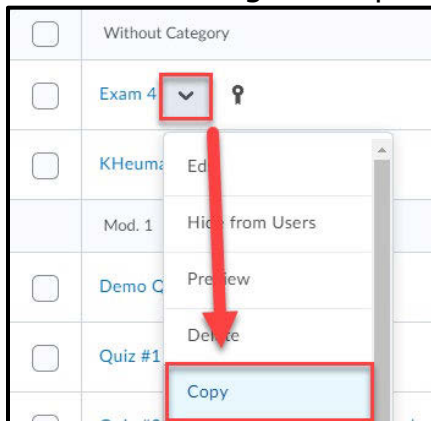 Without Category
Exam 4
KHeuma
Edit
Hide from Users
Mod. 1
Preview
Demo Q
Delete
Quiz #1
Copy